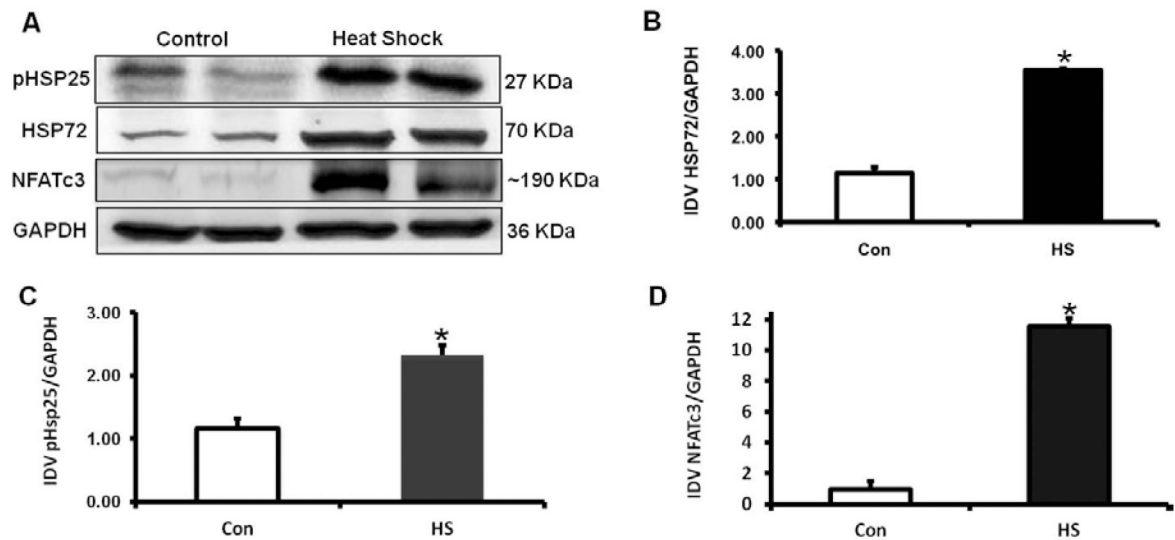 A
Control Heat Shock
pHSP25 27 KDa
HSP72 70 KDa
NFATc3 ~190 KDa
GAPDH 36 KDa
B
IDV HSP72/GAPDH
4.00
3.00
2.00
1.00
0.00
*
Con HS
C
IDV pHsp25/GAPDH
3.00
2.00
1.00
0.00
*
Con HS
D
IDV NFATc3/GAPDH
12
10
8
6
4
2
0
*
Con HS